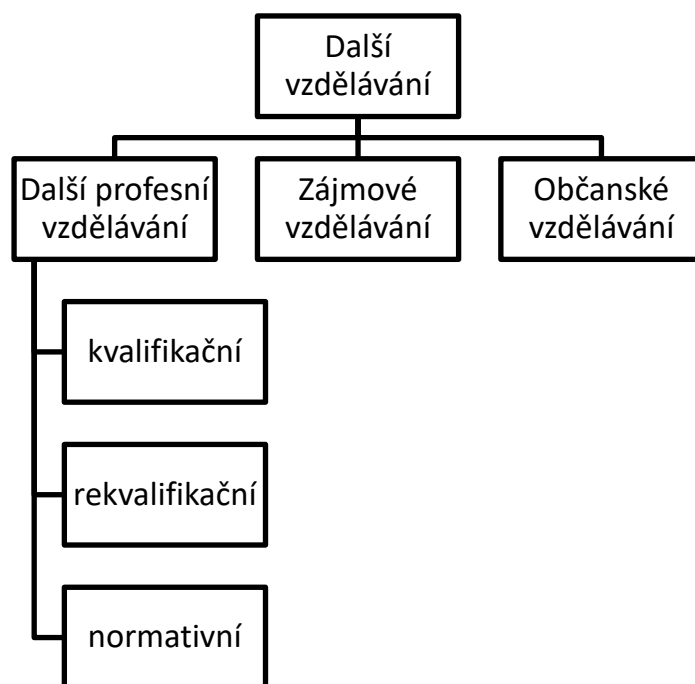 Další
vzdělávání
Další profesní
vzdělávání
Zájmové
vzdělávání
Občanské
vzdělávání
kvalifikační
rekvalifikační
normativní